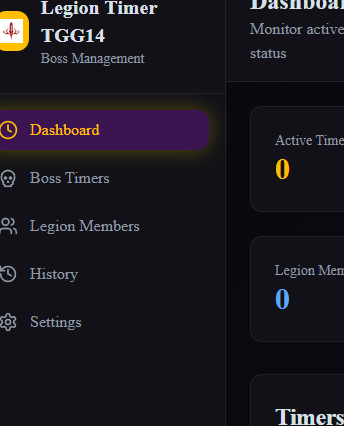 Legion Timer
TGG14
Boss Management
Dashboard
Boss Timers
Legion Members
History
Settings
Monitor active
status
Active Time
0
Legion Mem
0
Timers